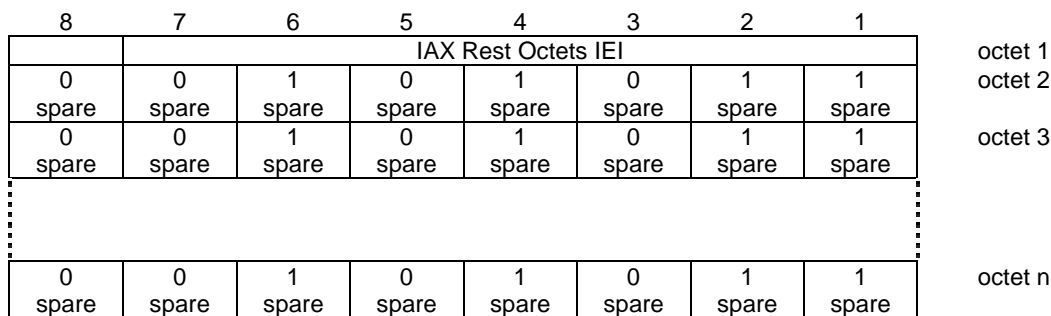 8 7 6 5 4 3 2 1
IAX Rest Octets IEI octet 1
0 0 1 0 1 0 1 1 octet 2
spare spare spare spare spare spare spare spare
0 0 1 0 1 0 1 1 octet 3
spare spare spare spare spare spare spare spare
0 0 1 0 1 0 1 1 octet n
spare spare spare spare spare spare spare spare